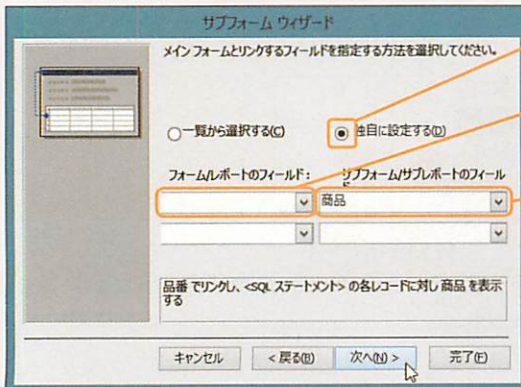 サブフォーム ウィザード
メイン フォームとリンクするフィールドを指定する方法を選択してください。
一覧から選択する(C)
独自に設定する(D)
フォーム/レポートのフィールド:
サブフォーム/サブレポートのフィール
ド
商品
品番 でリンクし、<SQL ステートメント> の各レコードに対し 商品 を表示
する
キャンセル
< 戻る(B)
次へ(N) >
完了(F)